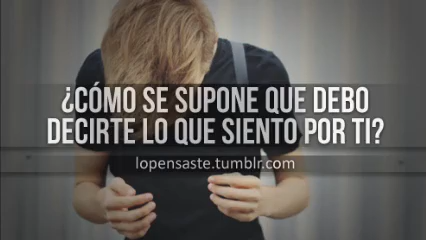 ¿CÓMO SE SUPONE QUE DEBO
DECIRTE LO QUE SIENTO POR TI?
lopensaste.tumblr.com